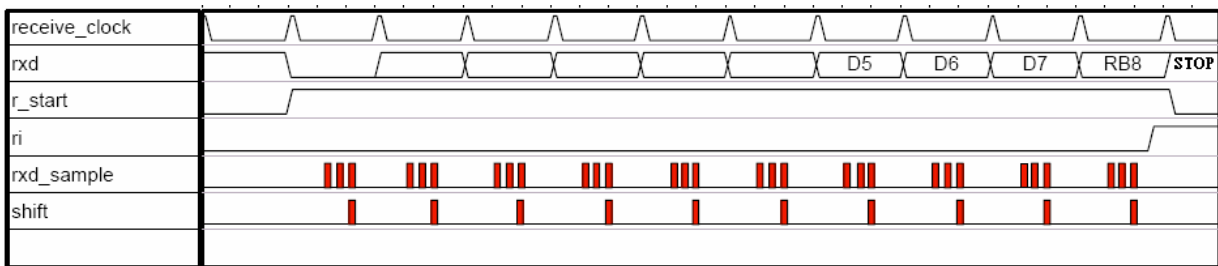 receive_clock
rxd
D5 D6 D7 RB8 STOP
r_start
ri
rxd_sample
shift